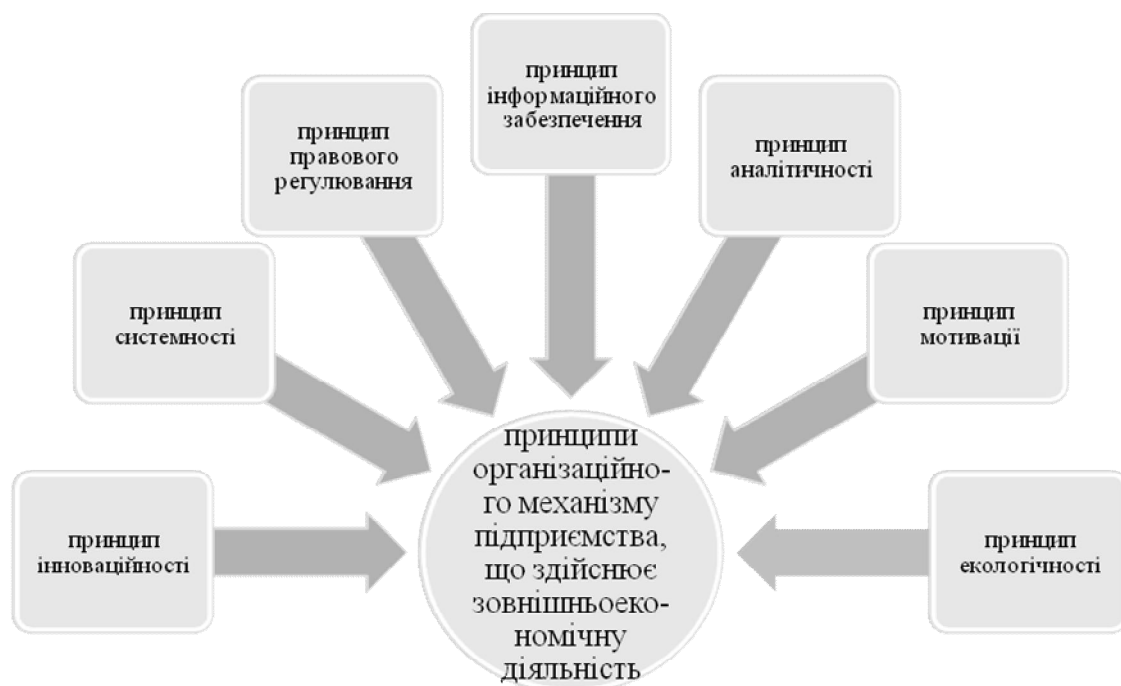 принцип
інформаційного
забезпечення
принцип
правового
регулювання
принцип
аналітичності
принцип
системності
принцип
мотивації
принцип
інноваційності
принцип
екологічності
принципи
організаційно-
го механізму
підприємства,
що здійснює
зовнішньоеко-
номічну
діяльність